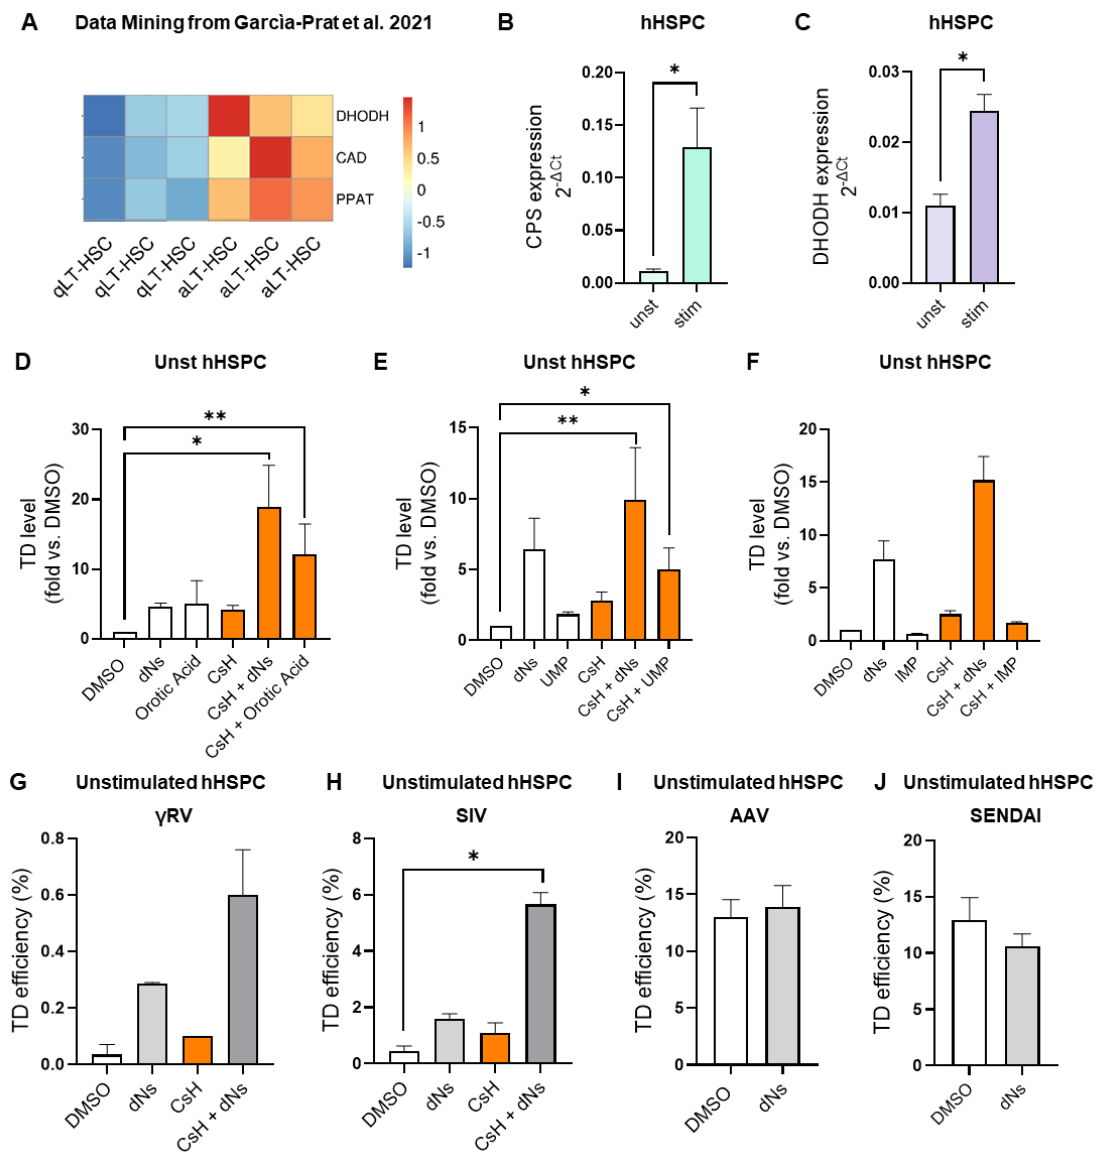 A Data Mining from Garcìa-Prat et al. 2021
DHODH
CAD
PPAT
1
0.5
0
-0.5
-1
qLT-HSC qLT-HSC qLT-HSC aLT-HSC aLT-HSC aLT-HSC
B hHSPC
CPS expression
2-ΔCt
0.20
0.15
0.10
0.05
0.00
*
unst stim
C hHSPC
DHODH expression
2-ΔCt
0.03
0.02
0.01
0.00
*
unst stim
D Unst hHSPC
TD level
(fold vs. DMSO)
30
20
10
0
**
*
DMSO dNs Orotic Acid CsH CsH + dNs CsH + Orotic Acid
E Unst hHSPC
TD level
(fold vs. DMSO)
15
10
5
0
*
**
DMSO dNs UMP CsH CsH + dNs CsH + UMP
F Unst hHSPC
TD level
(fold vs. DMSO)
20
15
10
5
0
DMSO dNs IMP CsH CsH + dNs CsH + IMP
G Unstimulated hHSPC
γRV
TD efficiency (%)
0.8
0.6
0.4
0.2
0.0
DMSO dNs CsH CsH + dNs
H Unstimulated hHSPC
SIV
TD efficiency (%)
8
6
4
2
0
*
DMSO dNs CsH CsH + dNs
I Unstimulated hHSPC
AAV
TD efficiency (%)
20
15
10
5
0
DMSO dNs
J Unstimulated hHSPC
SENDAI
TD efficiency (%)
20
15
10
5
0
DMSO dNs